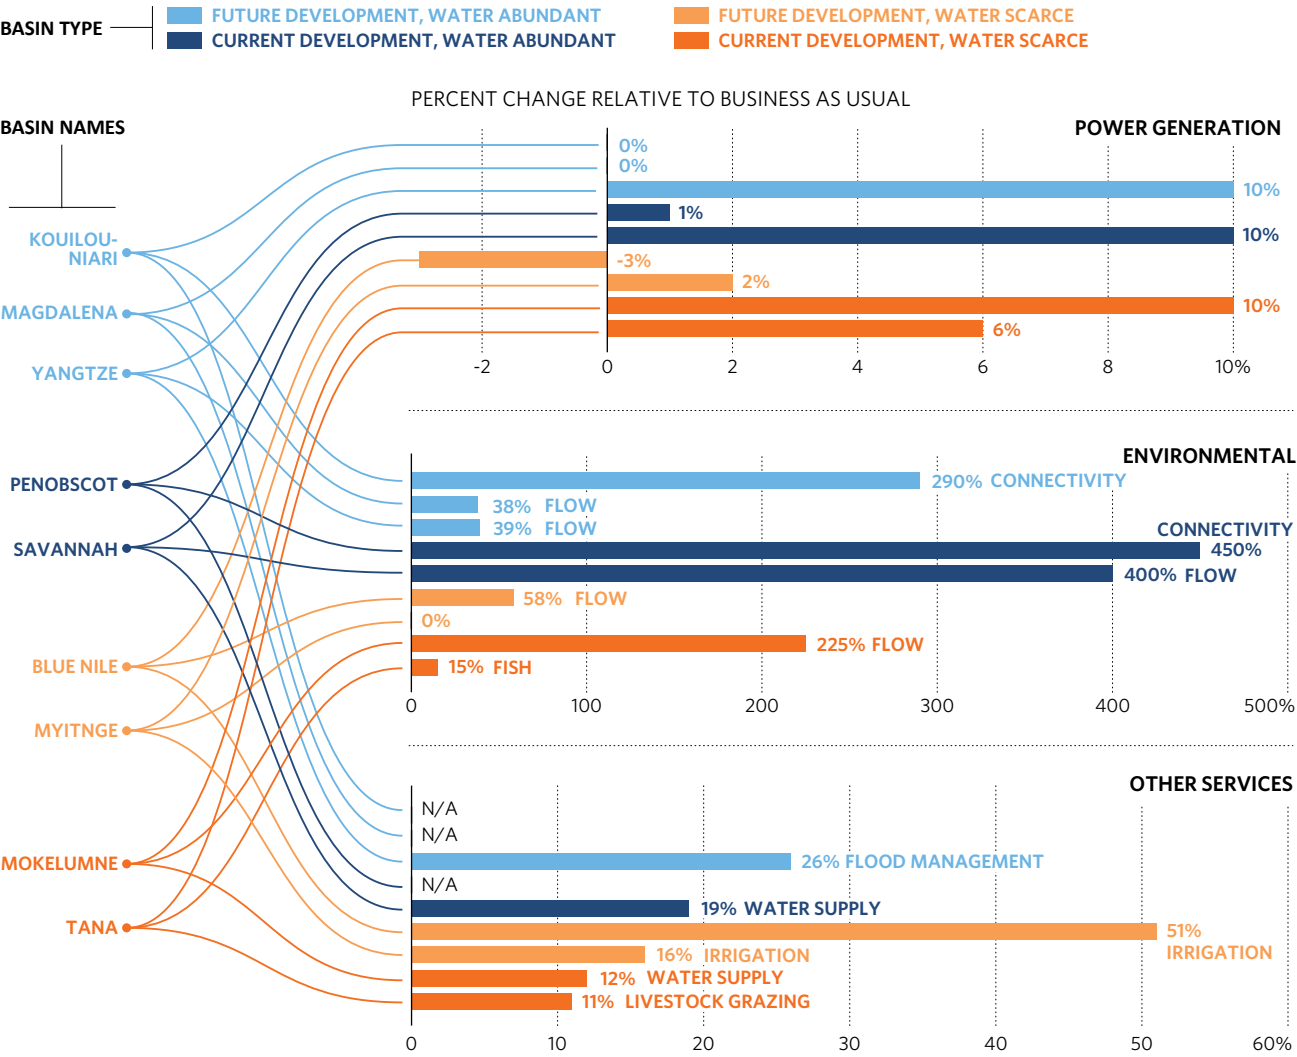 BASIN TYPE
FUTURE DEVELOPMENT, WATER ABUNDANT
CURRENT DEVELOPMENT, WATER ABUNDANT
FUTURE DEVELOPMENT, WATER SCARCE
CURRENT DEVELOPMENT, WATER SCARCE
PERCENT CHANGE RELATIVE TO BUSINESS AS USUAL
BASIN NAMES
KOUILOU-
NIARI
MAGDALENA
YANGTZE
PENOBSCOT
SAVANNAH
BLUE NILE
MYITNGE
MOKELUMNE
TANA
POWER GENERATION
0%
0%
10%
1%
10%
-3%
2%
10%
6%
-2 0 2 4 6 8 10%
ENVIRONMENTAL
290% CONNECTIVITY
38% FLOW
39% FLOW
CONNECTIVITY
450%
400% FLOW
58% FLOW
0%
225% FLOW
15% FISH
0 100 200 300 400 500%
OTHER SERVICES
N/A
N/A
26% FLOOD MANAGEMENT
N/A
19% WATER SUPPLY
51%
IRRIGATION
16% IRRIGATION
12% WATER SUPPLY
11% LIVESTOCK GRAZING
0 10 20 30 40 50 60%